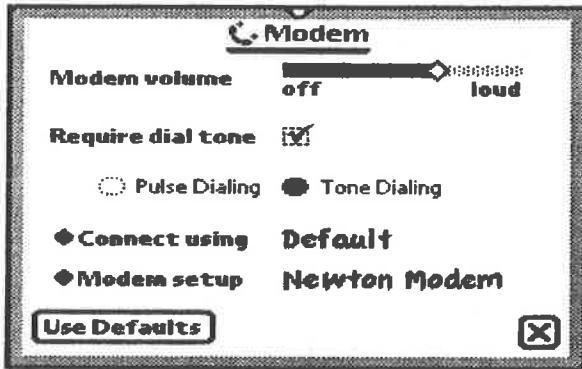 Modem
Modem volume
off loud
Require dial tone
Pulse Dialing Tone Dialing
Connect using Default
Modem setup Newton Modem
Use Defaults